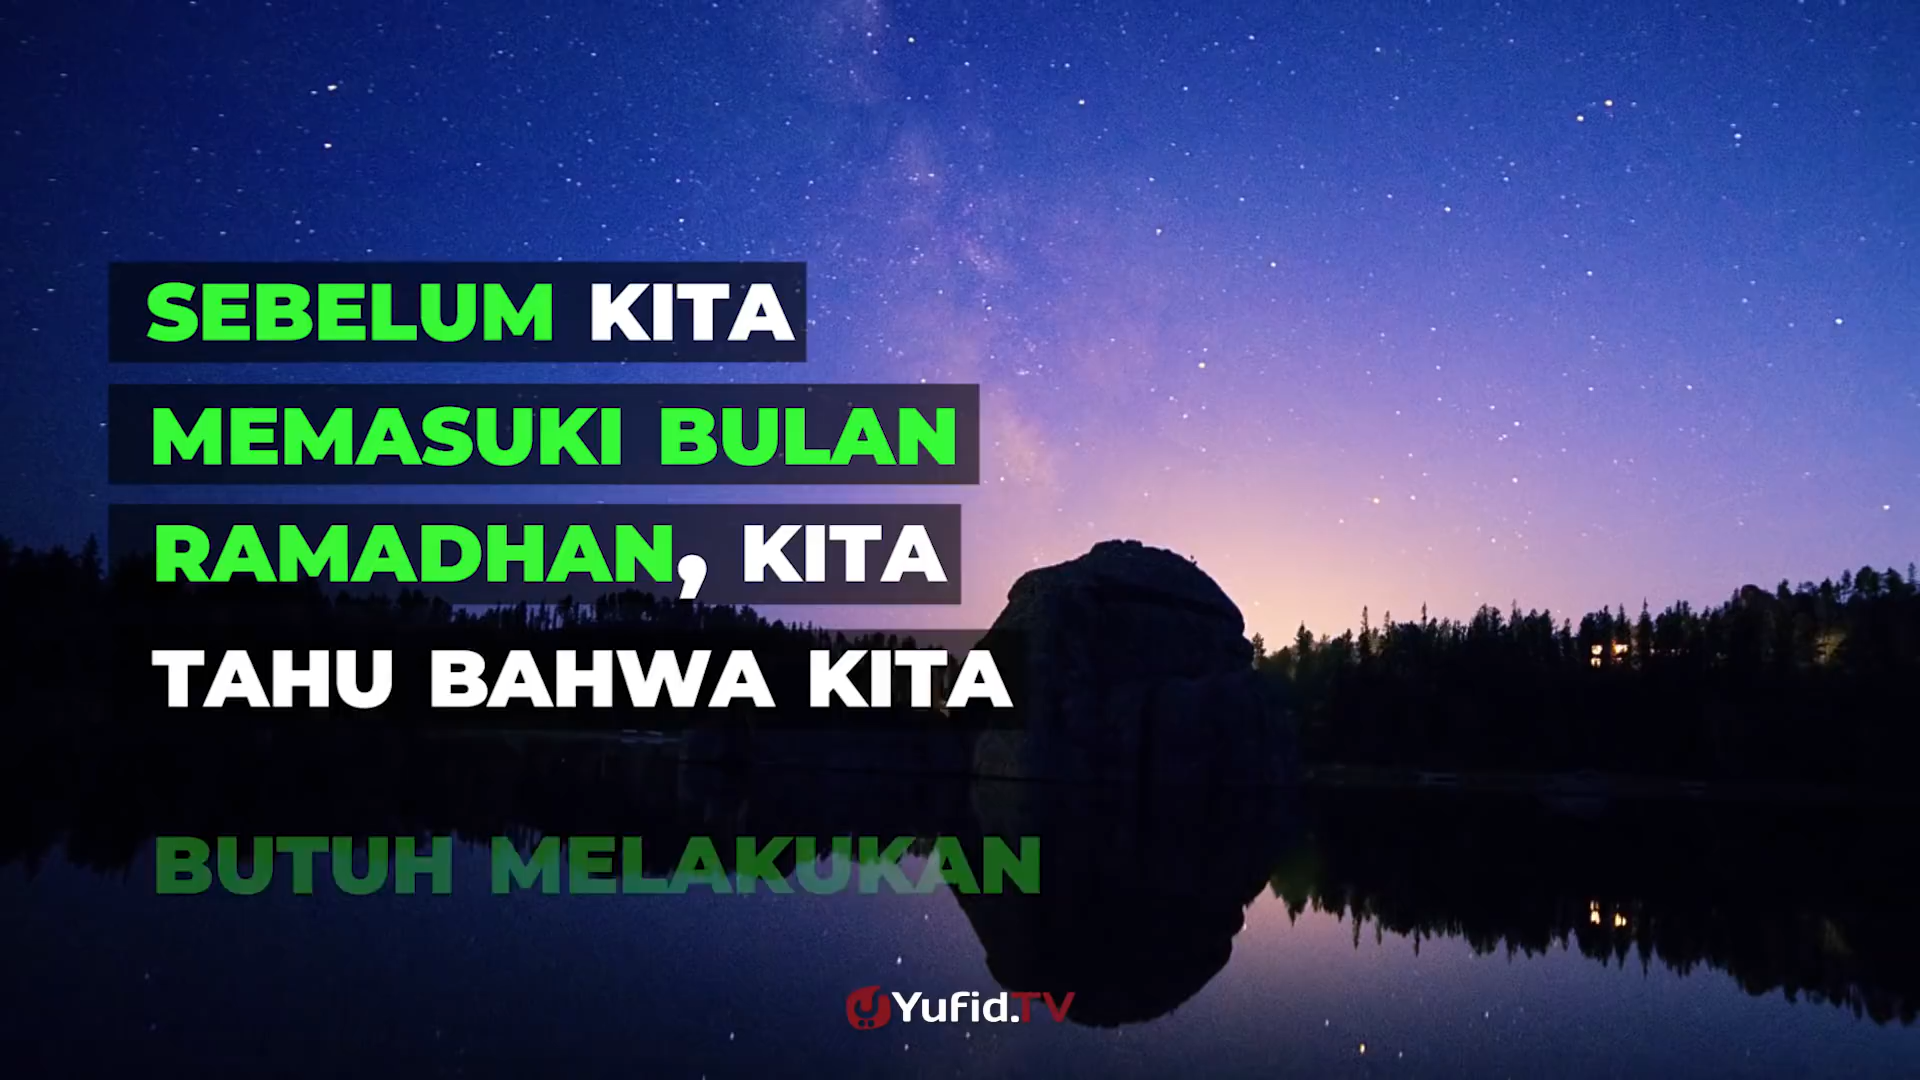 SEBELUM KITA
MEMASUKI BULAN
RAMADHAN, KITA
TAHU BAHWA KITA
BUTUH MELAKUKAN
Yufid.TV